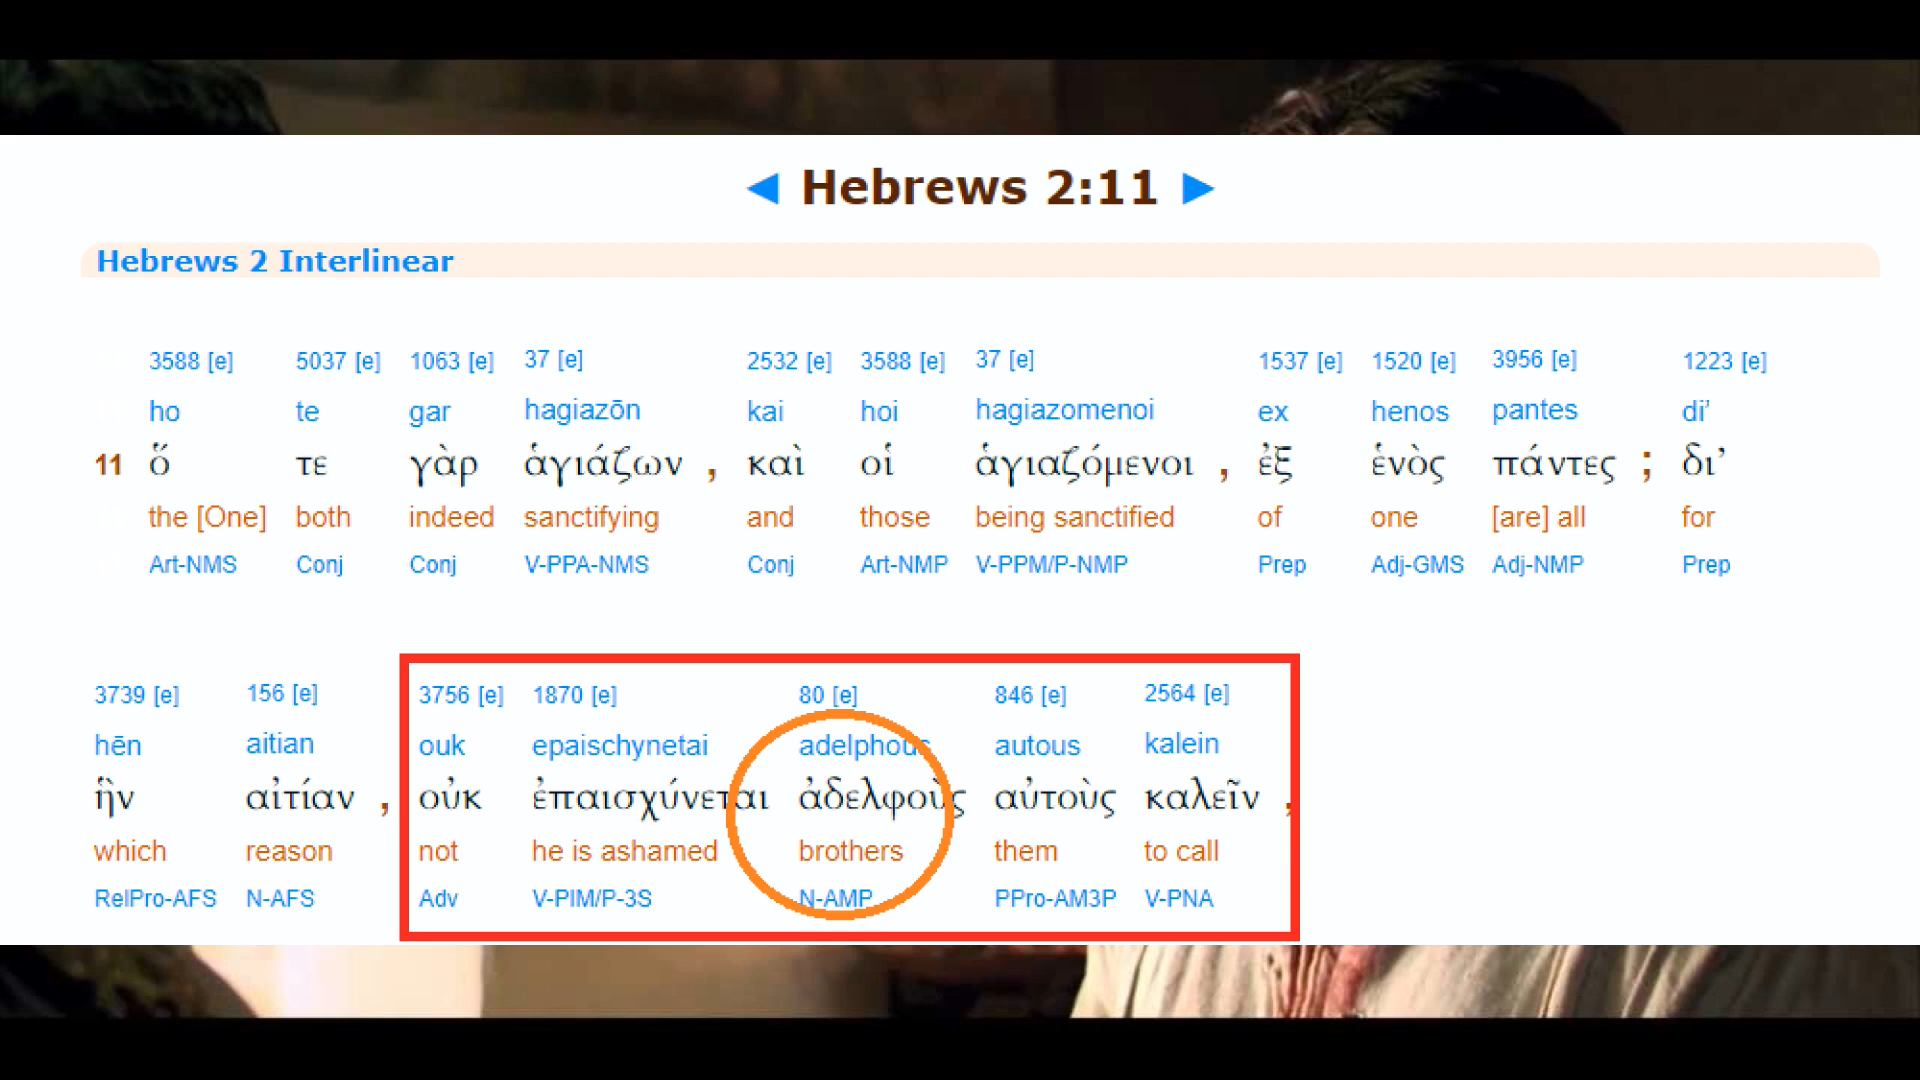 ◄ Hebrews 2:11 ►
Hebrews 2 Interlinear
3588 [e] 5037 [e] 1063 [e] 37 [e] 2532 [e] 3588 [e] 37 [e] 1537 [e] 1520 [e] 3956 [e] 1223 [e]
ho te gar hagiazōn kai hoi hagiazomenoi ex henos pantes di’
11 ὅ τε γὰρ ἁγιάζων , καὶ οἱ ἁγιαζόμενοι , ἐξ ἑνὸς πάντες ; δι’
the [One] both indeed sanctifying and those being sanctified of one [are] all for
Art-NMS Conj Conj V-PPA-NMS Conj Art-NMP V-PPM/P-NMP Prep Adj-GMS Adj-NMP Prep
3739 [e] 156 [e] 3756 [e] 1870 [e] 80 [e] 846 [e] 2564 [e]
hēn aitian ouk epaischynetai adelphous autous kalein
ἣν αἰτίαν , οὐκ ἐπαισχύνεται ἀδελφοὺς αὐτοὺς καλεῖν ,
which reason not he is ashamed brothers them to call
RelPro-AFS N-AFS Adv V-PIM/P-3S N-AMP PPro-AM3P V-PNA